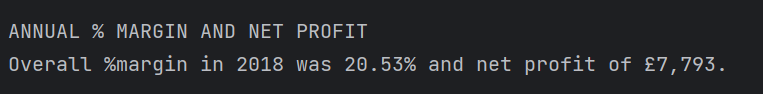 ANNUAL % MARGIN AND NET PROFIT
Overall %margin in 2018 was 20.53% and net profit of £7,793.